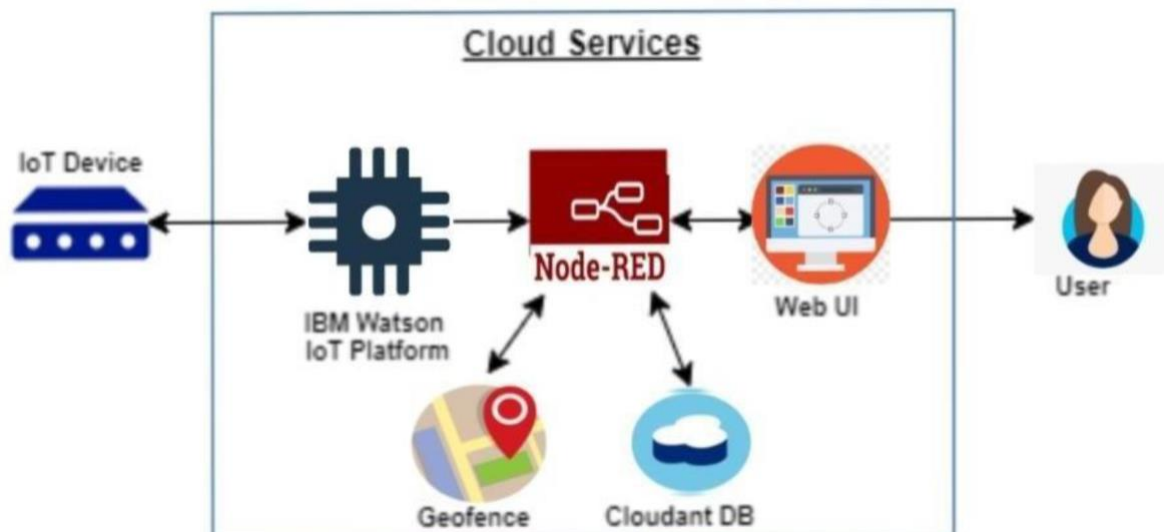 Cloud Services
IoT Device
Node-RED
IBM Watson
IoT Platform
Web UI
User
Geofence
Cloudant DB